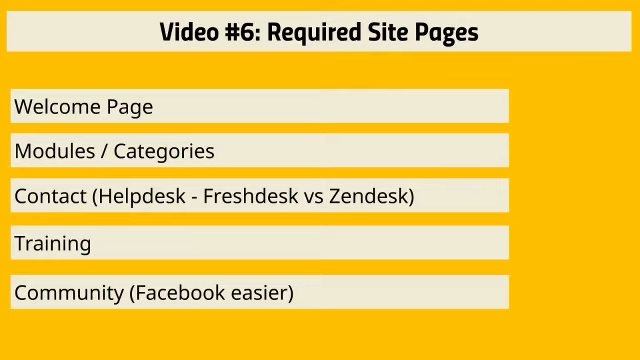 Video #6: Required Site Pages
Welcome Page
Modules / Categories
Contact (Helpdesk - Freshdesk vs Zendesk)
Training
Community (Facebook easier)